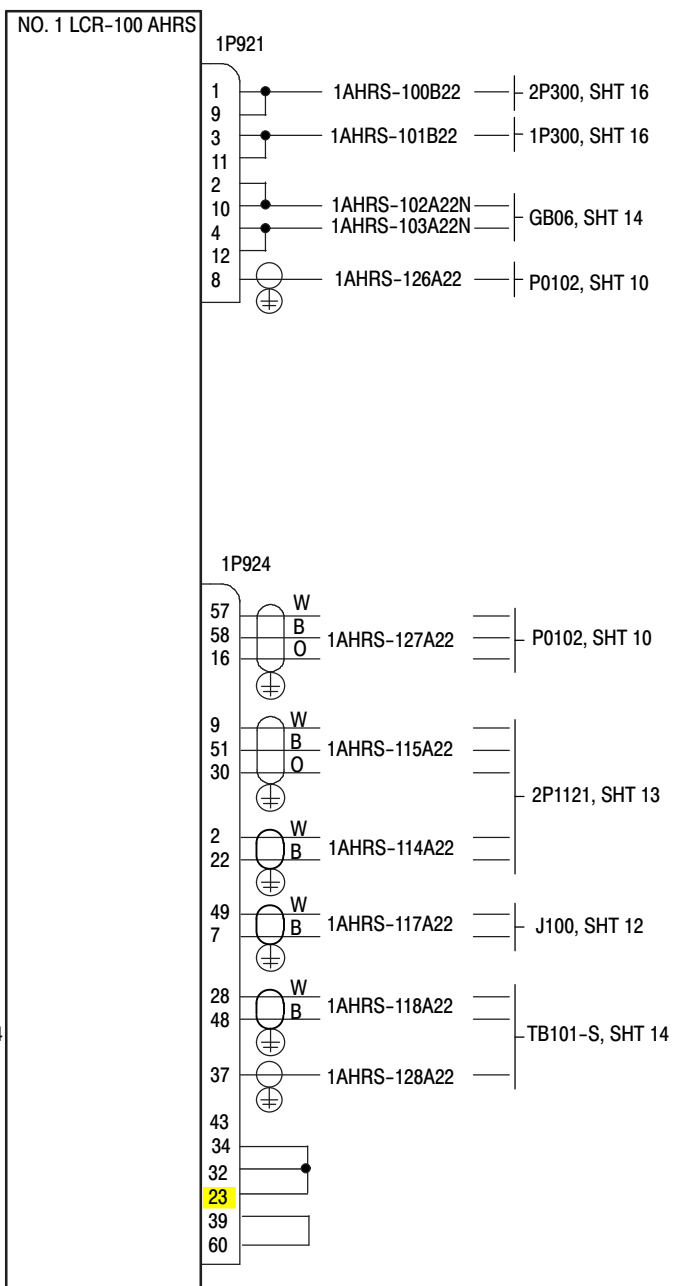 NO. 1 LCR-100 AHRS
1P921
1 1AHRS-100B22 2P300, SHT 16
9
3 1AHRS-101B22 1P300, SHT 16
11
2
10 1AHRS-102A22N
GB06, SHT 14
4 1AHRS-103A22N
12
8 1AHRS-126A22 P0102, SHT 10
1P924
57 W
58 B 1AHRS-127A22 P0102, SHT 10
16 O
9 W
51 B 1AHRS-115A22
30 O
2P1121, SHT 13
2 W
22 B 1AHRS-114A22
49 W
7 B 1AHRS-117A22 J100, SHT 12
28 W
48 B 1AHRS-118A22
TB101-S, SHT 14
37 1AHRS-128A22
43
34
32
23
39
60